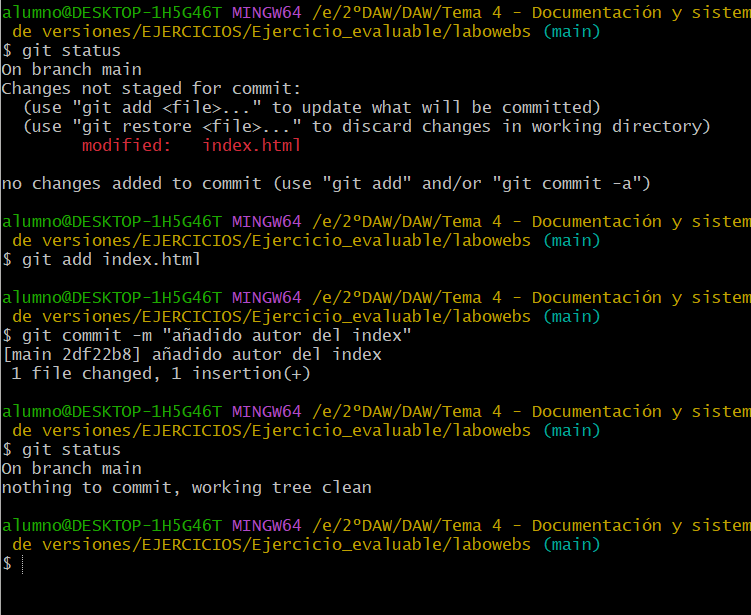 alumno@DESKTOP-1H5G46T MINGW64 /e/2ºDAW/DAW/Tema 4 - Documentación y sistem
de versiones/EJERCICIOS/Ejercicio_evaluable/labowebs (main)
$ git status
On branch main
Changes not staged for commit:
  (use "git add <file>..." to update what will be committed)
  (use "git restore <file>..." to discard changes in working directory)
        modified:   index.html

no changes added to commit (use "git add" and/or "git commit -a")

alumno@DESKTOP-1H5G46T MINGW64 /e/2ºDAW/DAW/Tema 4 - Documentación y sistem
de versiones/EJERCICIOS/Ejercicio_evaluable/labowebs (main)
$ git add index.html

alumno@DESKTOP-1H5G46T MINGW64 /e/2ºDAW/DAW/Tema 4 - Documentación y sistem
de versiones/EJERCICIOS/Ejercicio_evaluable/labowebs (main)
$ git commit -m "añadido autor del index"
[main 2df22b8] añadido autor del index
 1 file changed, 1 insertion(+)

alumno@DESKTOP-1H5G46T MINGW64 /e/2ºDAW/DAW/Tema 4 - Documentación y sistem
de versiones/EJERCICIOS/Ejercicio_evaluable/labowebs (main)
$ git status
On branch main
nothing to commit, working tree clean

alumno@DESKTOP-1H5G46T MINGW64 /e/2ºDAW/DAW/Tema 4 - Documentación y sistem
de versiones/EJERCICIOS/Ejercicio_evaluable/labowebs (main)
$